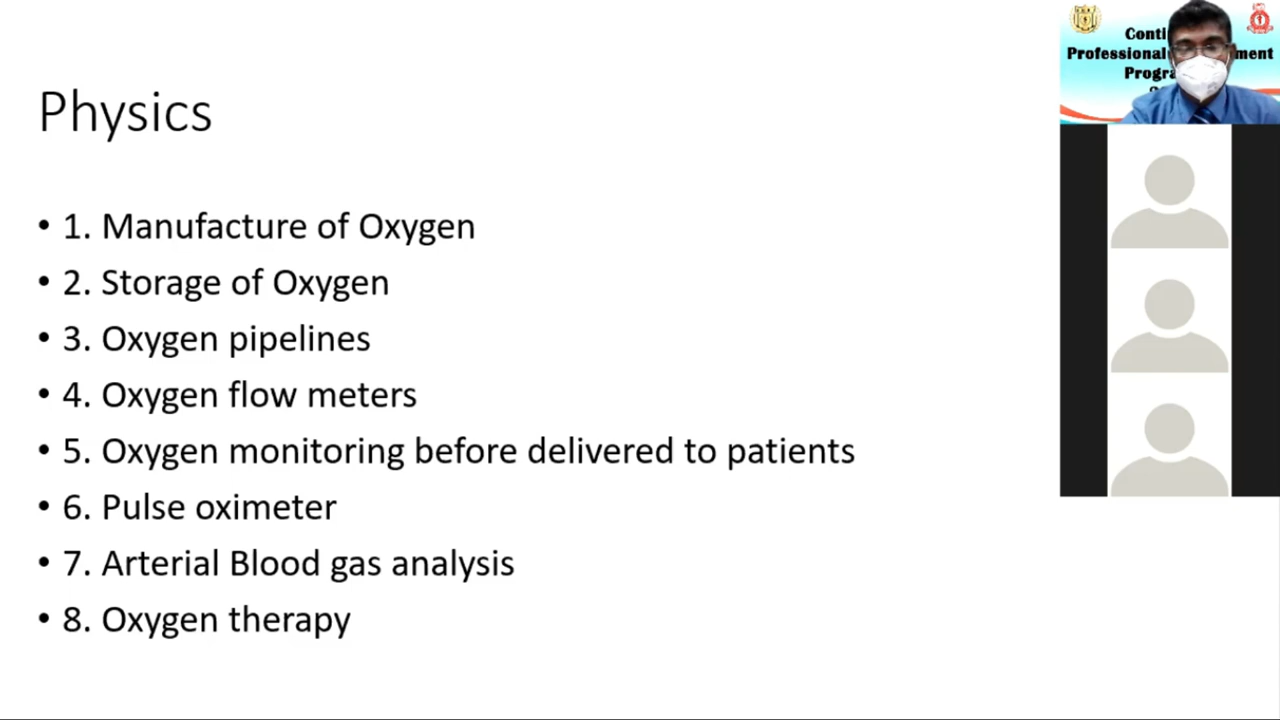 Physics
• 1. Manufacture of Oxygen
• 2. Storage of Oxygen
• 3. Oxygen pipelines
• 4. Oxygen flow meters
• 5. Oxygen monitoring before delivered to patients
• 6. Pulse oximeter
• 7. Arterial Blood gas analysis
• 8. Oxygen therapy
Conti
Professional ment
Progra